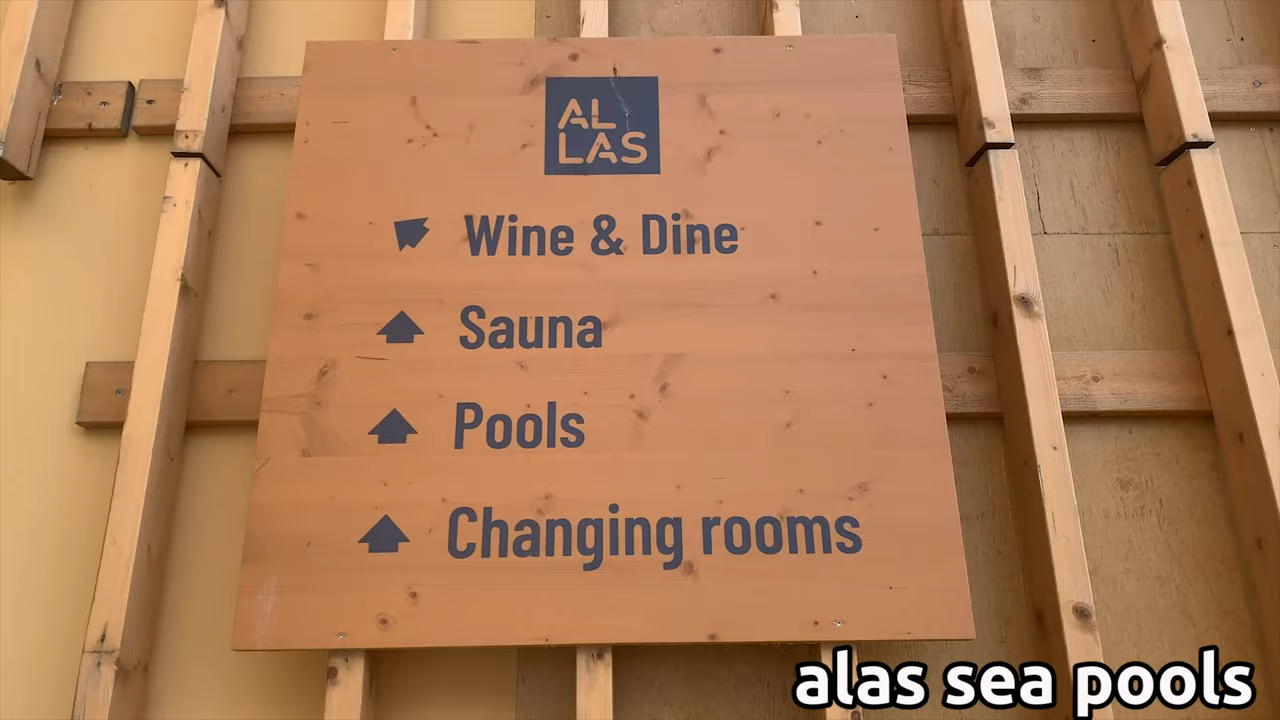 AL
LAS
Wine & Dine
Sauna
Pools
Changing rooms
alas sea pools